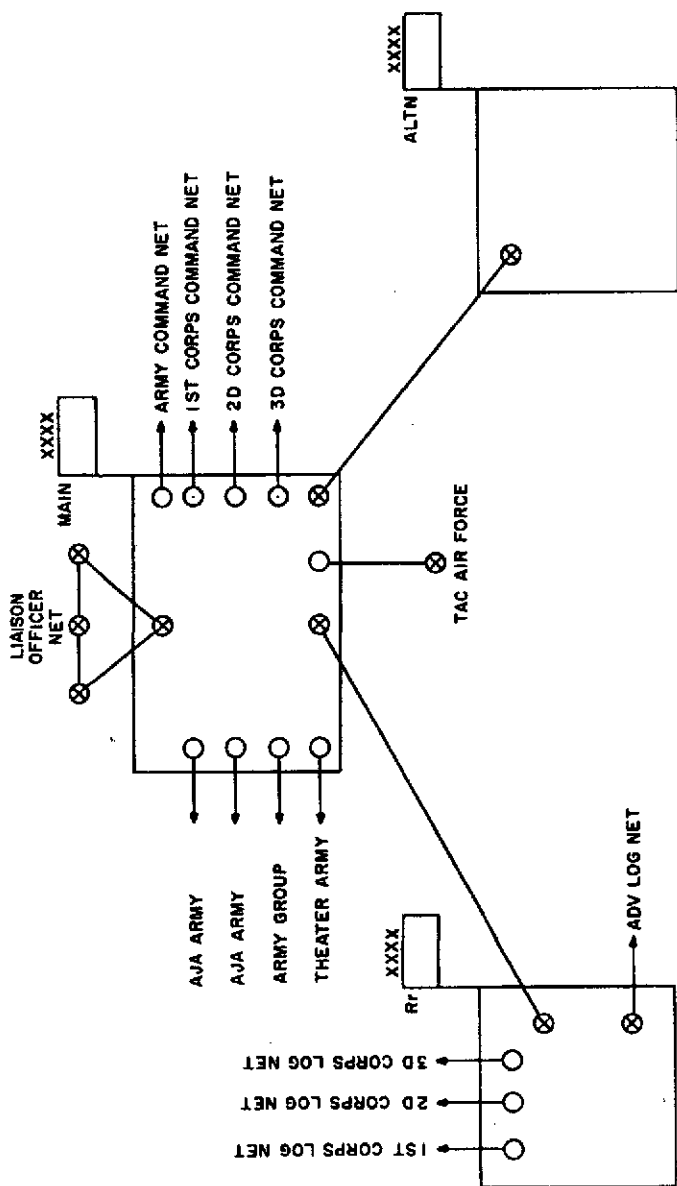 LIAISON
OFFICER
NET
XXXX
MAIN
ARMY COMMAND NET
1ST CORPS COMMAND NET
2D CORPS COMMAND NET
3D CORPS COMMAND NET
AJA ARMY
AJA ARMY
ARMY GROUP
THEATER ARMY
TAC AIR FORCE
XXXX
Rr
3D CORPS LOG NET
2D CORPS LOG NET
1ST CORPS LOG NET
ADV LOG NET
XXXX
ALTN